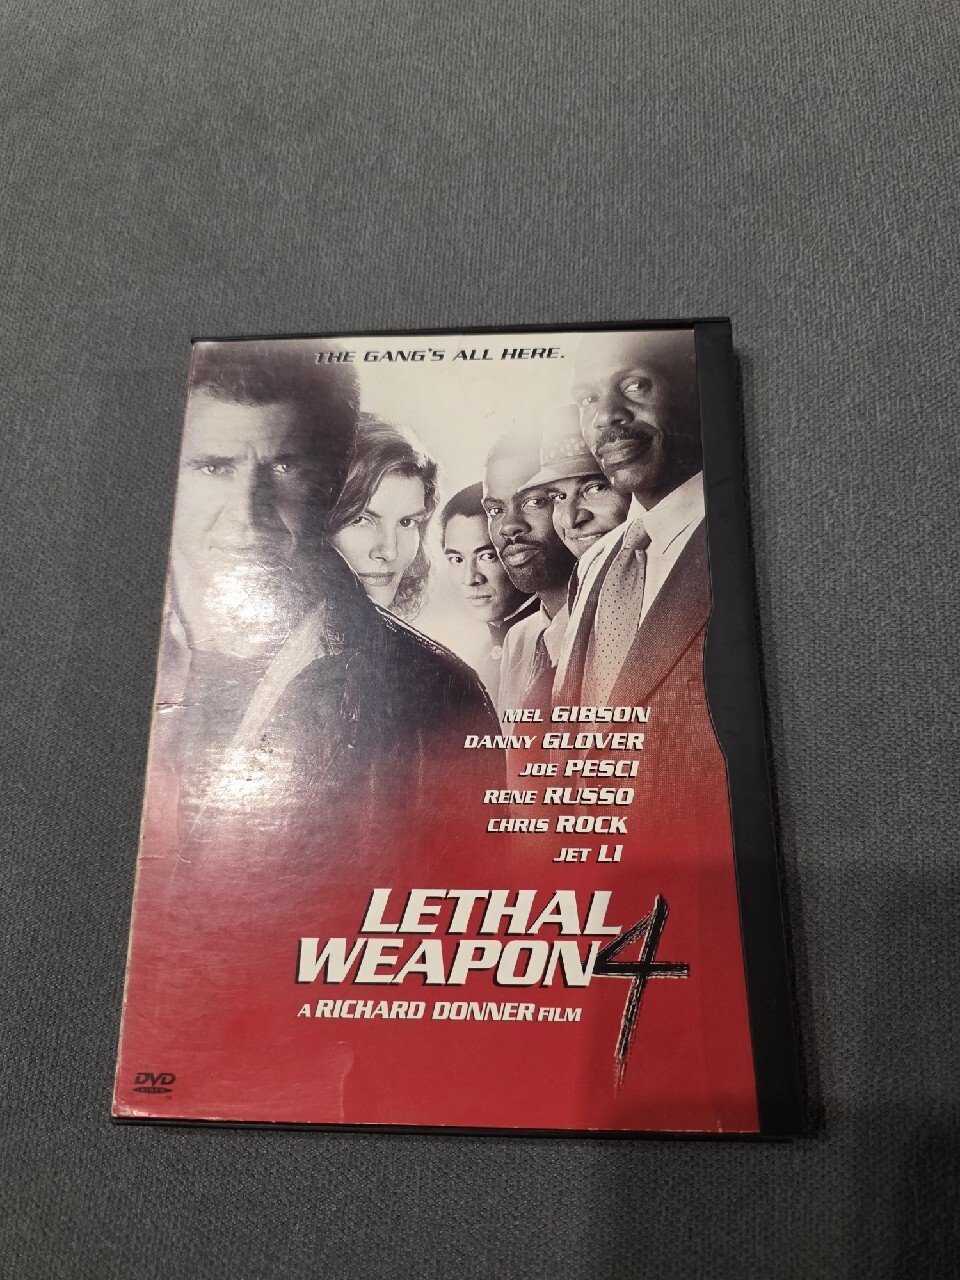 THE GANG'S ALL HERE.
MEL GIBSON
DANNY GLOVER
JOE PESCI
RENE RUSSO
CHRIS ROCK
JET LI
LETHAL
WEAPON 4
A RICHARD DONNER FILM
DVD
VIDEO